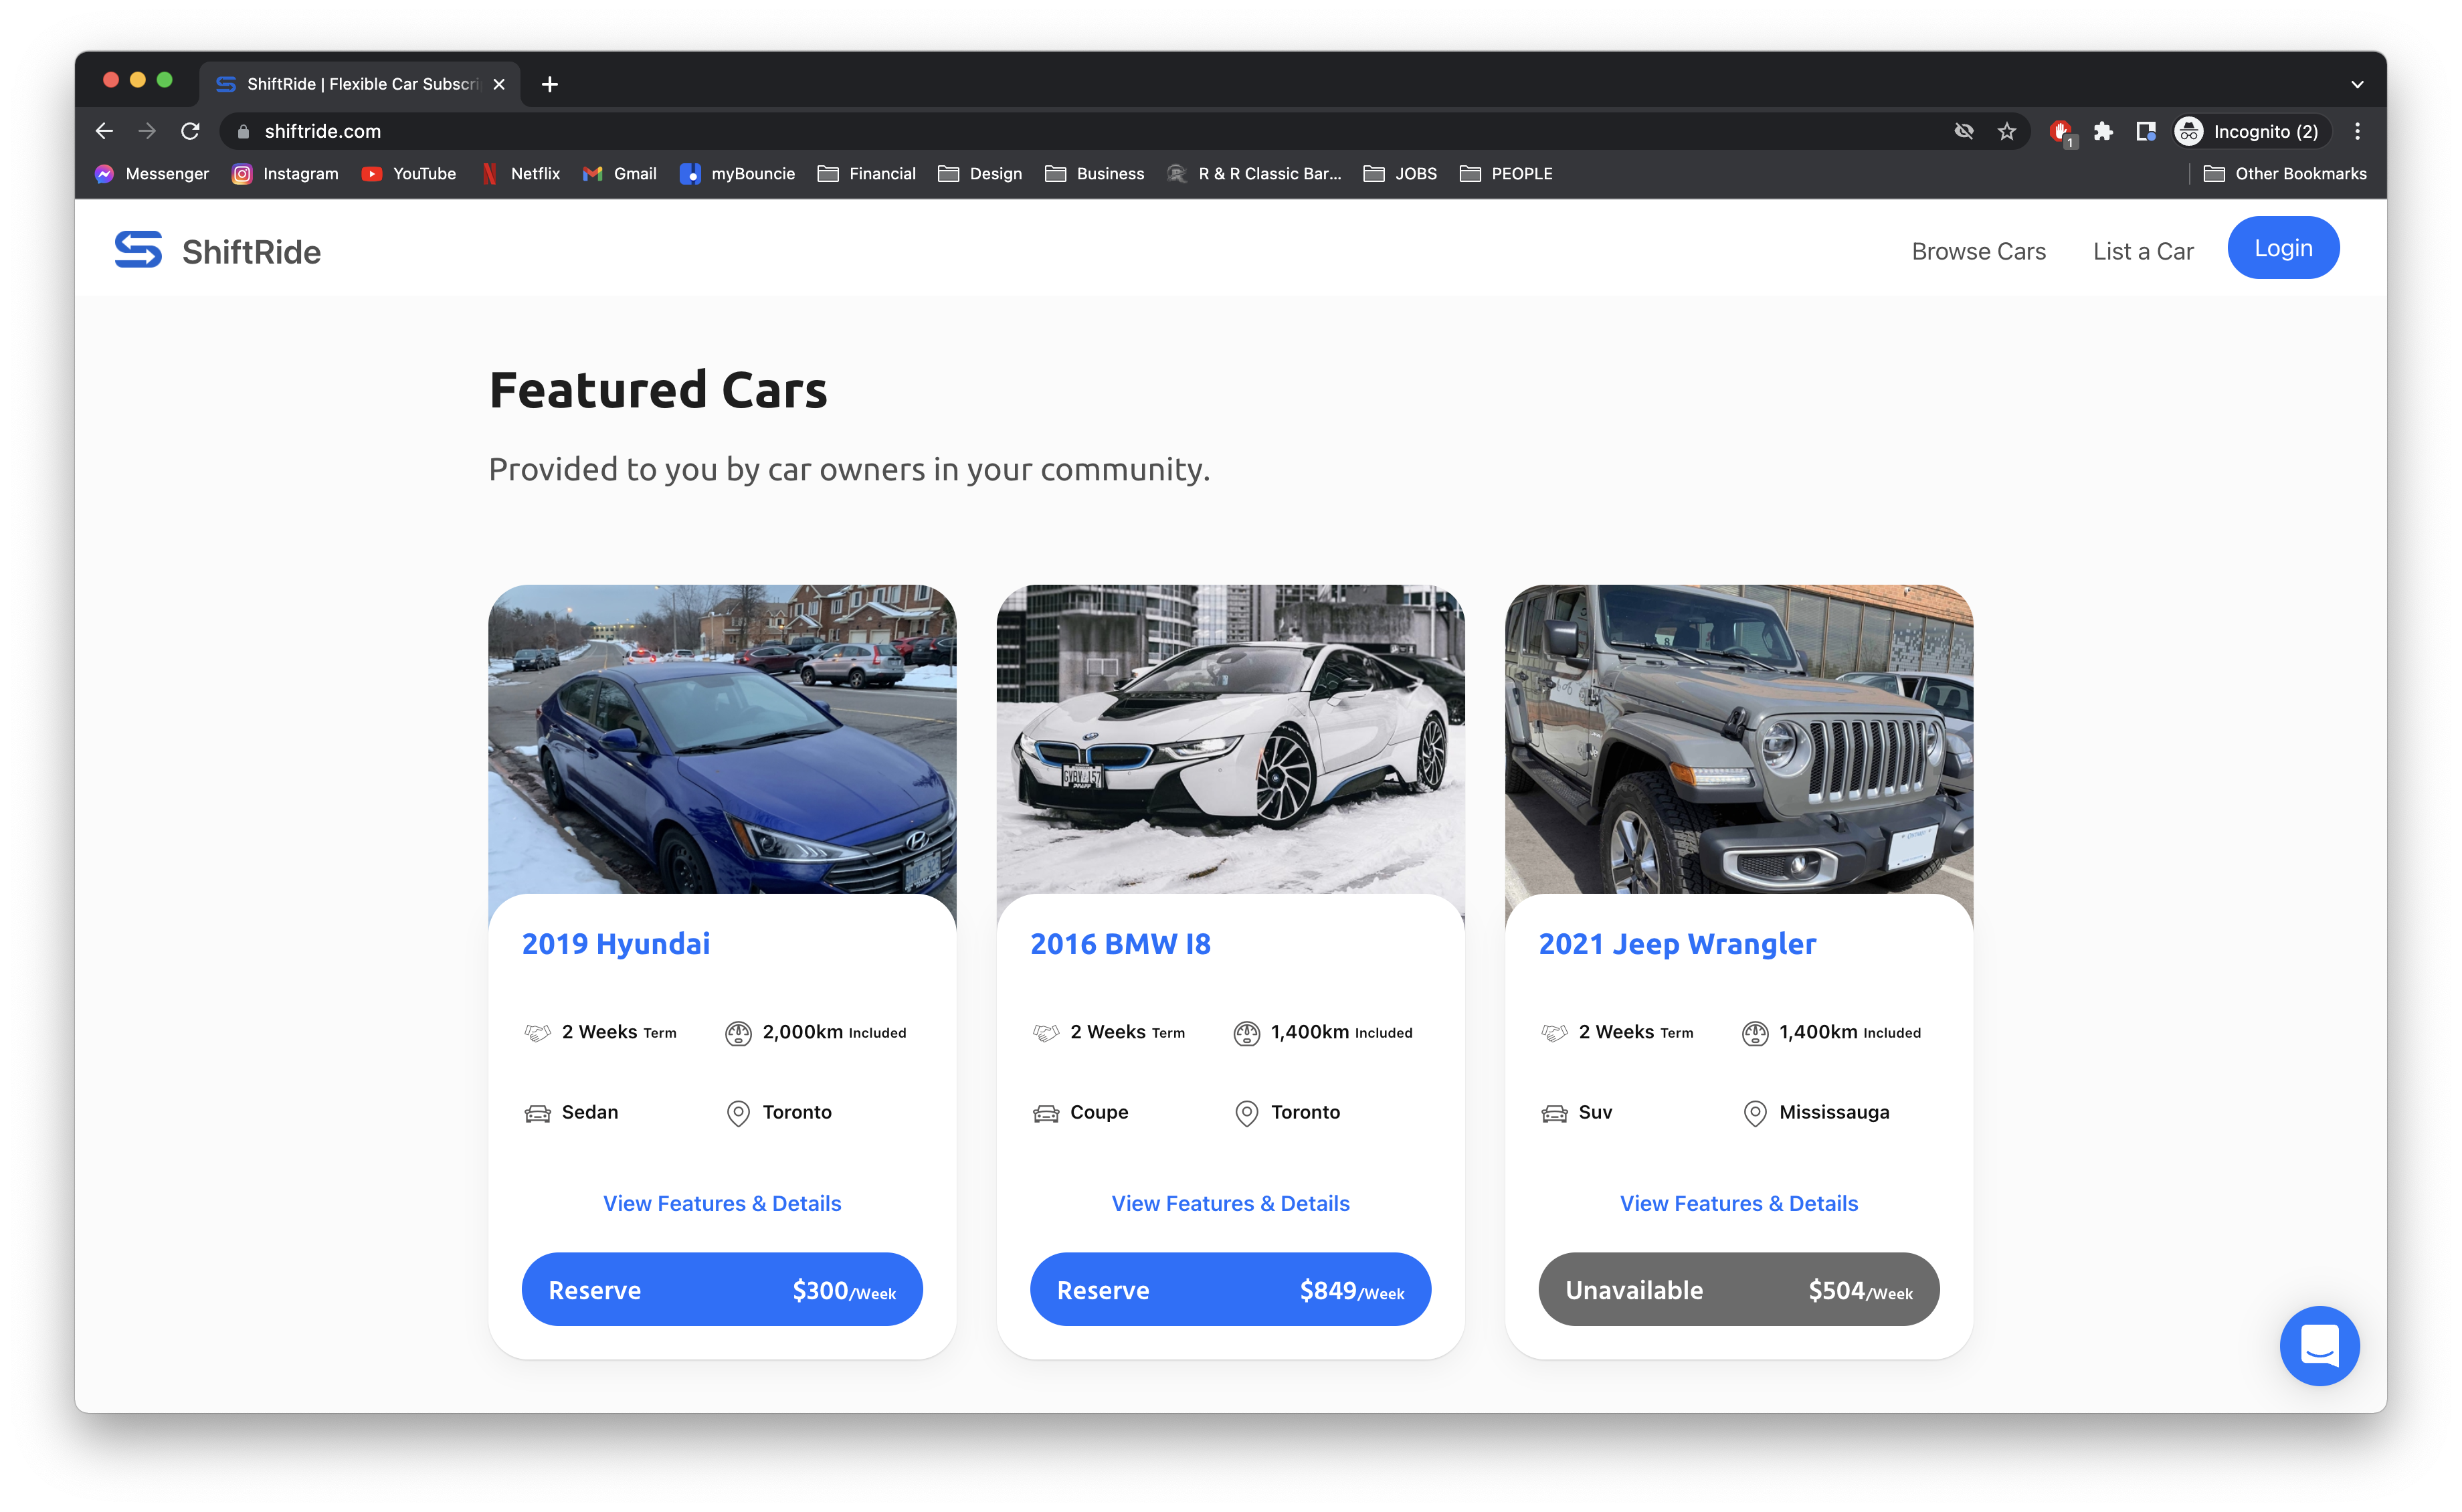 ShiftRide | Flexible Car Subscri
shiftride.com
1
Incognito (2)
Messenger Instagram YouTube Netflix Gmail myBouncie Financial Design Business R & R Classic Bar... JOBS PEOPLE Other Bookmarks
ShiftRide
Browse Cars List a Car Login
Featured Cars
Provided to you by car owners in your community.
2019 Hyundai
2 Weeks Term 2,000km Included
Sedan Toronto
View Features & Details
Reserve $300/Week
2016 BMW I8
2 Weeks Term 1,400km Included
Coupe Toronto
View Features & Details
Reserve $849/Week
2021 Jeep Wrangler
2 Weeks Term 1,400km Included
Suv Mississauga
View Features & Details
Unavailable $504/Week